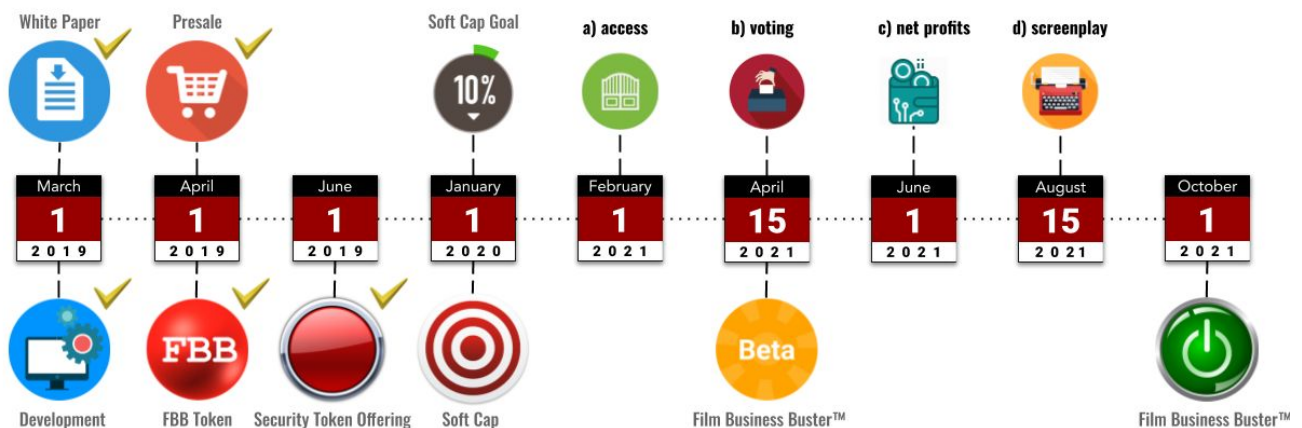 White Paper
Presale
Soft Cap Goal
a) access
b) voting
c) net profits
d) screenplay
10%
March
1
2019
April
1
2019
June
1
2019
January
1
2020
February
1
2021
April
15
2021
June
1
2021
August
15
2021
October
1
2021
FBB
Beta
Development
FBB Token
Security Token Offering
Soft Cap
Film Business Buster™
Film Business Buster™